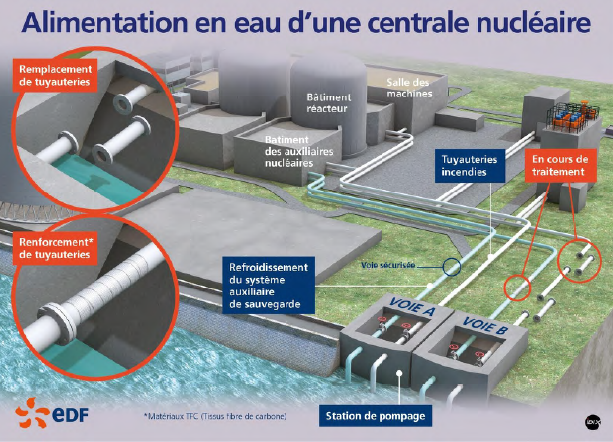 Alimentation en eau d'une centrale nucléaire
Remplacement
de tuyauteries
Bâtiment
réacteur
Salle des
machines
Batiment
des auxiliaires
nucléaires
Tuyauteries
incendies
En cours de
traitement
Renforcement*
de tuyauteries
Voie sécurisée
Refroidissement
du système
auxiliaire
de sauvegarde
VOIE A
VOIE B
Station de pompage
eDF
*Matériaux TFC (Tissus fibre de carbone)
IDIX